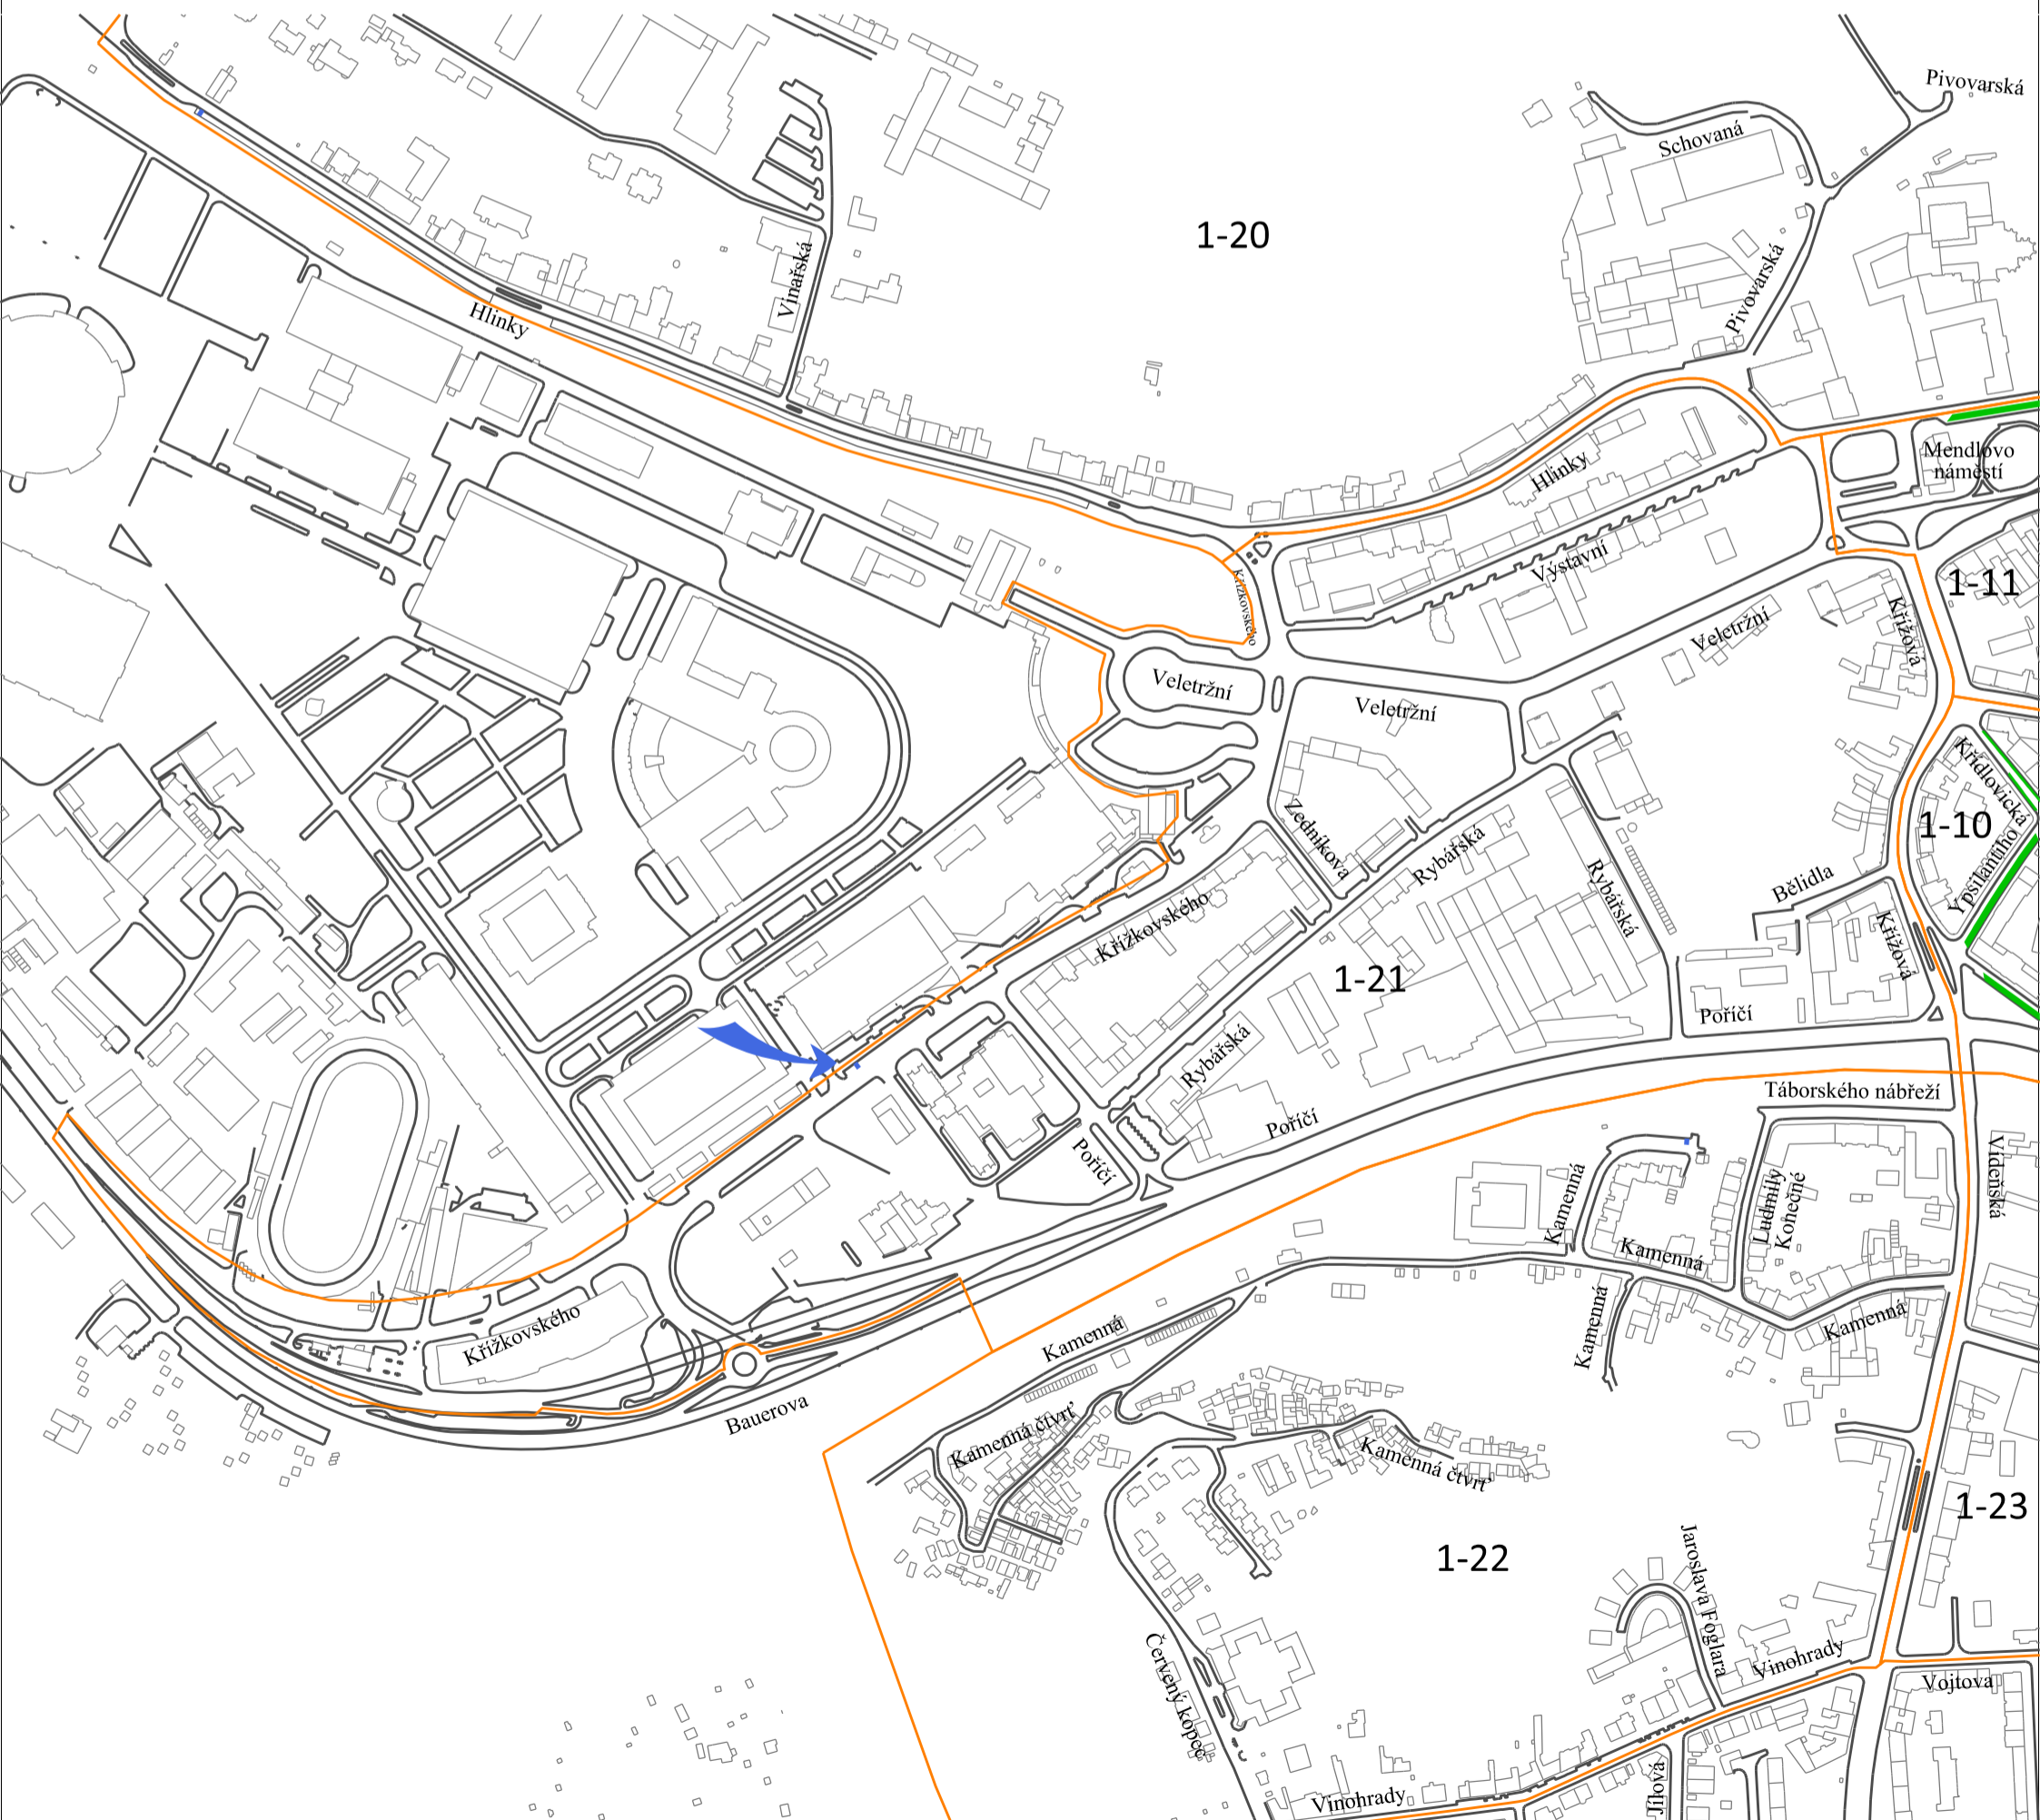 Pivovarská
Schovaná
1-20
Vinařská
Pivovarská
Hlinky
Mendlovo
náměstí
Hlinky
Výstavní
1-11
Křížkovského
Křížová
Veletržní
Veletržní
Veletržní
Křídlovická
1-10
Zedníkova
Rybářská
Rybářská
Bělidla
Ypsilantiho
Křížkovského
Křížová
1-21
Poříčí
Rybářská
Táborského nábřeží
Poříčí
Poříčí
Vídeňská
Kamenná
Ludmily
Konečné
Kamenná
Křížkovského
Kamenná
Kamenná
Kamenná
Bauerova
Kamenná čtvrť
Kamenná čtvrť
1-23
1-22
Jaroslava Foglara
Červený kopec
Vinohrady
Vojtova
Vinohrady
Jílová